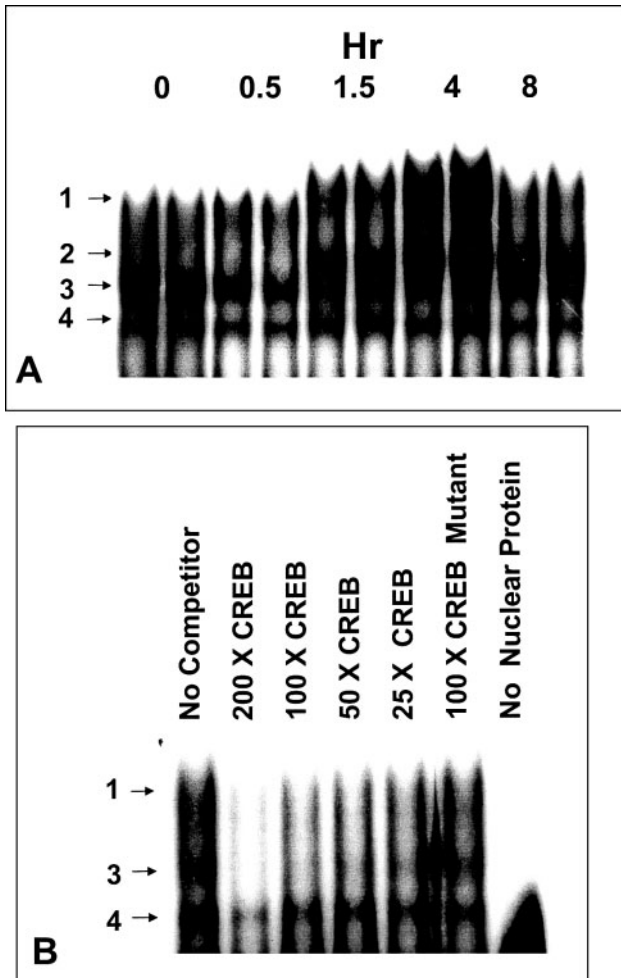 Hr
0 0.5 1.5 4 8
1
2
3
4
A
No Competitor
200 X CREB
100 X CREB
50 X CREB
25 X CREB
100 X CREB Mutant
No Nuclear Protein
1
3
4
B